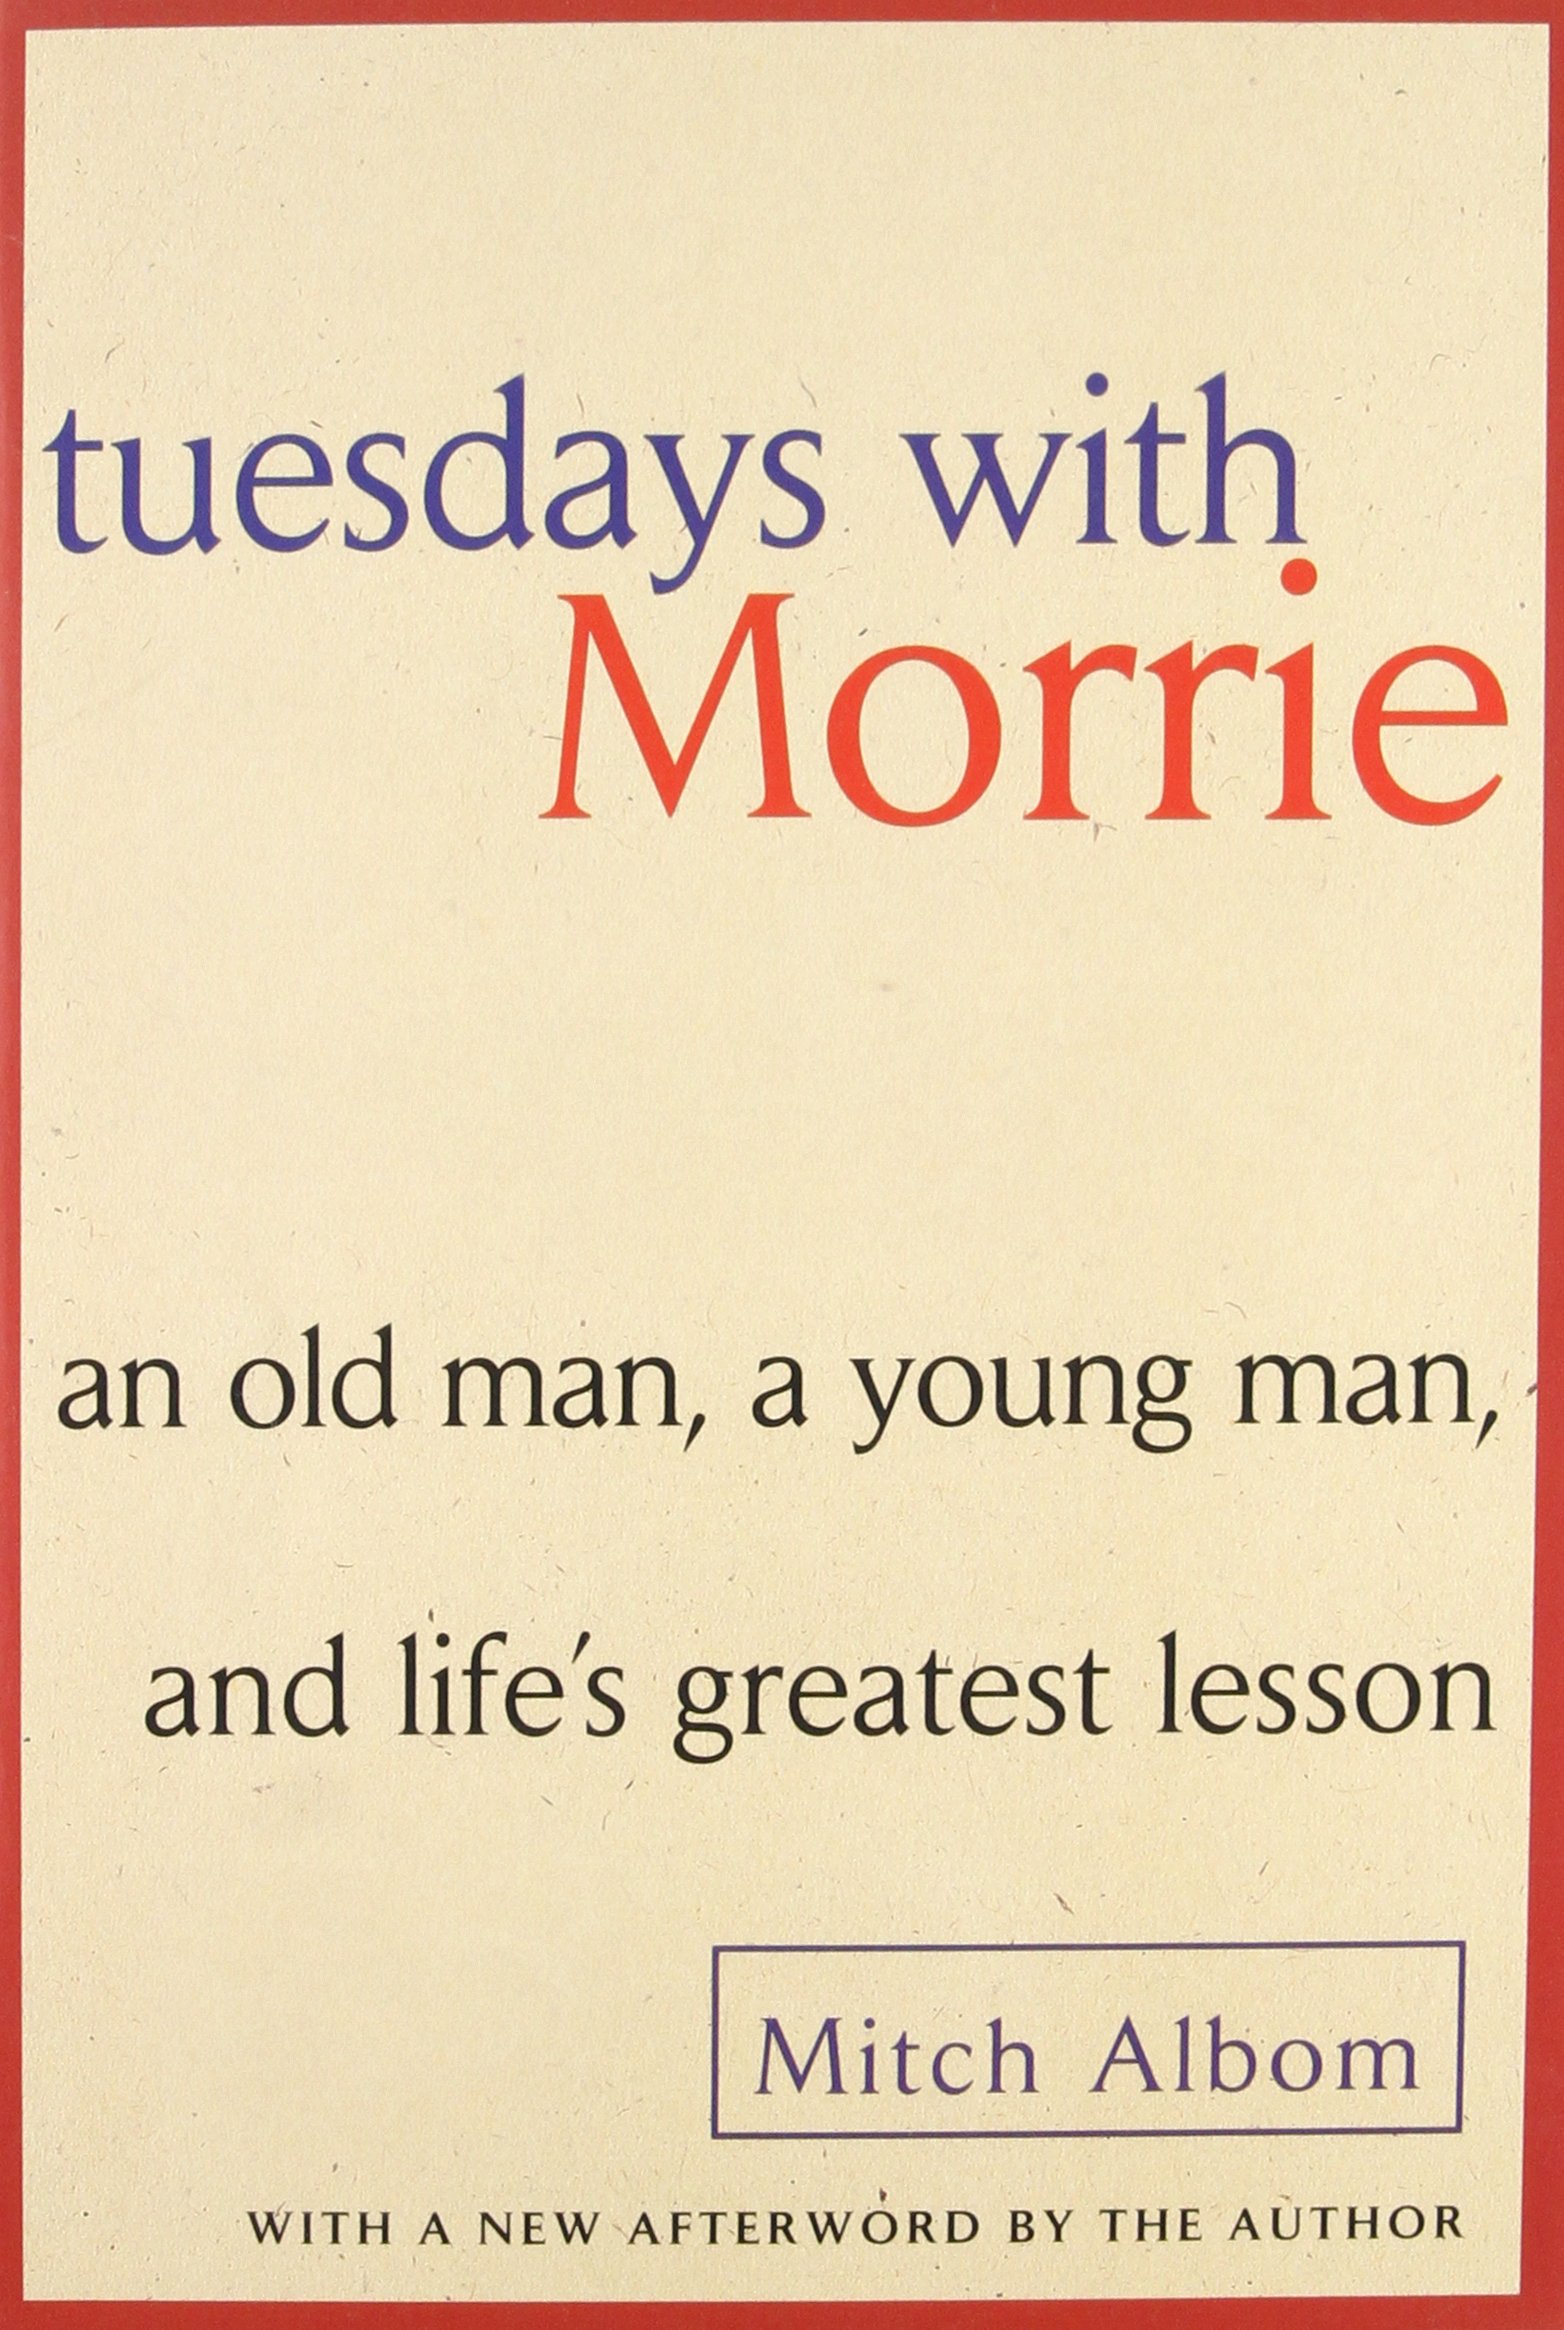 tuesdays with
Morrie
an old man, a young man,
and life's greatest lesson
Mitch Albom
WITH A NEW AFTERWORD BY THE AUTHOR